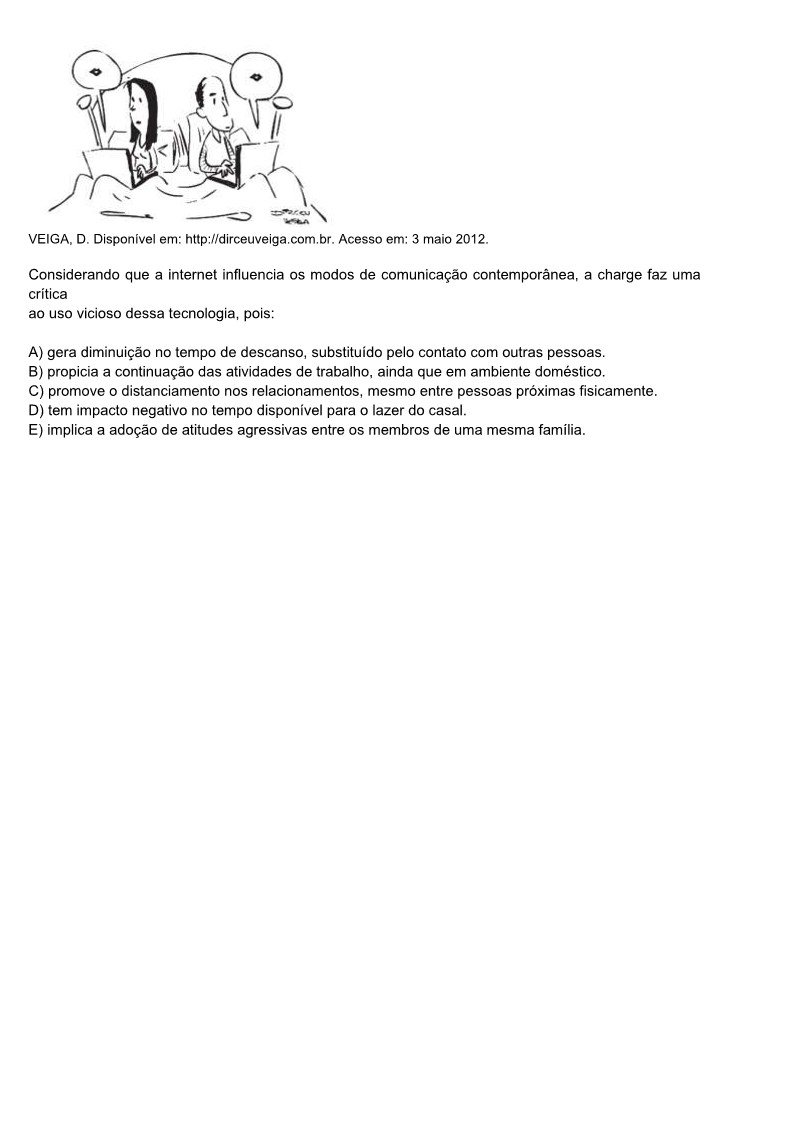 DIRCEU
VEIGA
VEIGA, D. Disponível em: http://dirceuveiga.com.br. Acesso em: 3 maio 2012.
Considerando que a internet influencia os modos de comunicação contemporânea, a charge faz uma
crítica
ao uso vicioso dessa tecnologia, pois:
A) gera diminuição no tempo de descanso, substituído pelo contato com outras pessoas.
B) propicia a continuação das atividades de trabalho, ainda que em ambiente doméstico.
C) promove o distanciamento nos relacionamentos, mesmo entre pessoas próximas fisicamente.
D) tem impacto negativo no tempo disponível para o lazer do casal.
E) implica a adoção de atitudes agressivas entre os membros de uma mesma família.